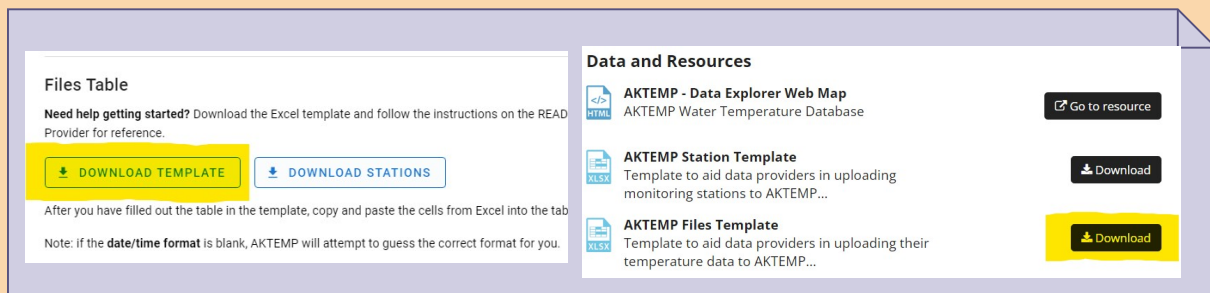 Files Table
Need help getting started? Download the Excel template and follow the instructions on the READ
Provider for reference.
DOWNLOAD TEMPLATE
DOWNLOAD STATIONS
After you have filled out the table in the template, copy and paste the cells from Excel into the tab
Note: if the date/time format is blank, AKTEMP will attempt to guess the correct format for you.
Data and Resources
</>
HTML
AKTEMP - Data Explorer Web Map
AKTEMP Water Temperature Database
Go to resource
XLSX
AKTEMP Station Template
Template to aid data providers in uploading
monitoring stations to AKTEMP...
Download
XLSX
AKTEMP Files Template
Template to aid data providers in uploading their
temperature data to AKTEMP...
Download